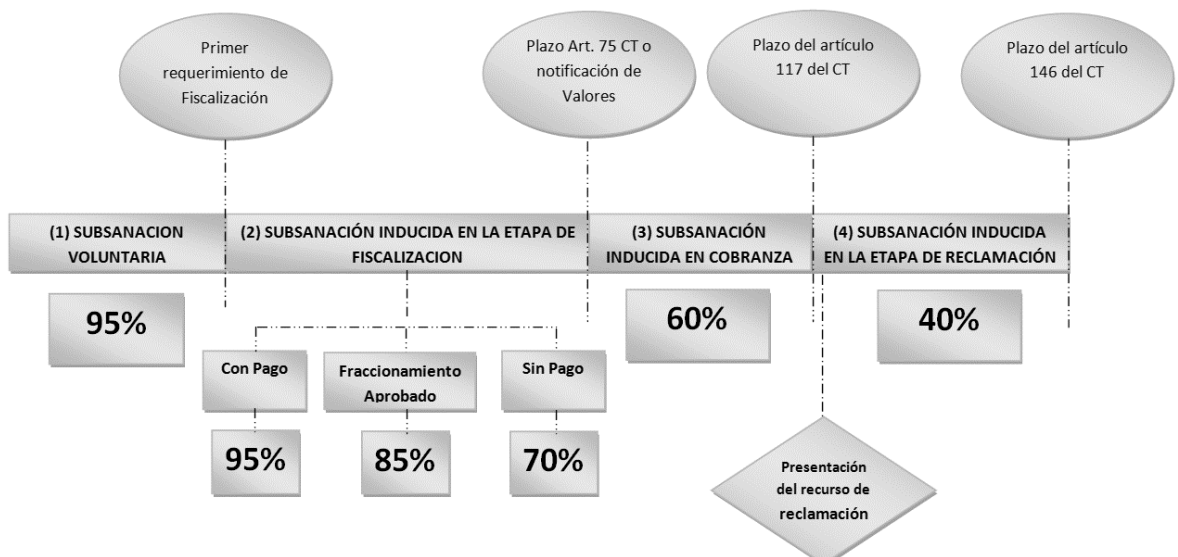 Primer
requerimiento de
Fiscalización
Plazo Art. 75 CT o
notificación de
Valores
Plazo del artículo
117 del CT
Plazo del artículo
146 del CT
(1) SUBSANACION
VOLUNTARIA
(2) SUBSANACIÓN INDUCIDA EN LA ETAPA DE
FISCALIZACION
(3) SUBSANACIÓN
INDUCIDA EN COBRANZA
(4) SUBSANACIÓN INDUCIDA
EN LA ETAPA DE RECLAMACIÓN
95%
60%
40%
Con Pago
Fraccionamiento
Aprobado
Sin Pago
95%
85%
70%
Presentación
del recurso de
reclamación